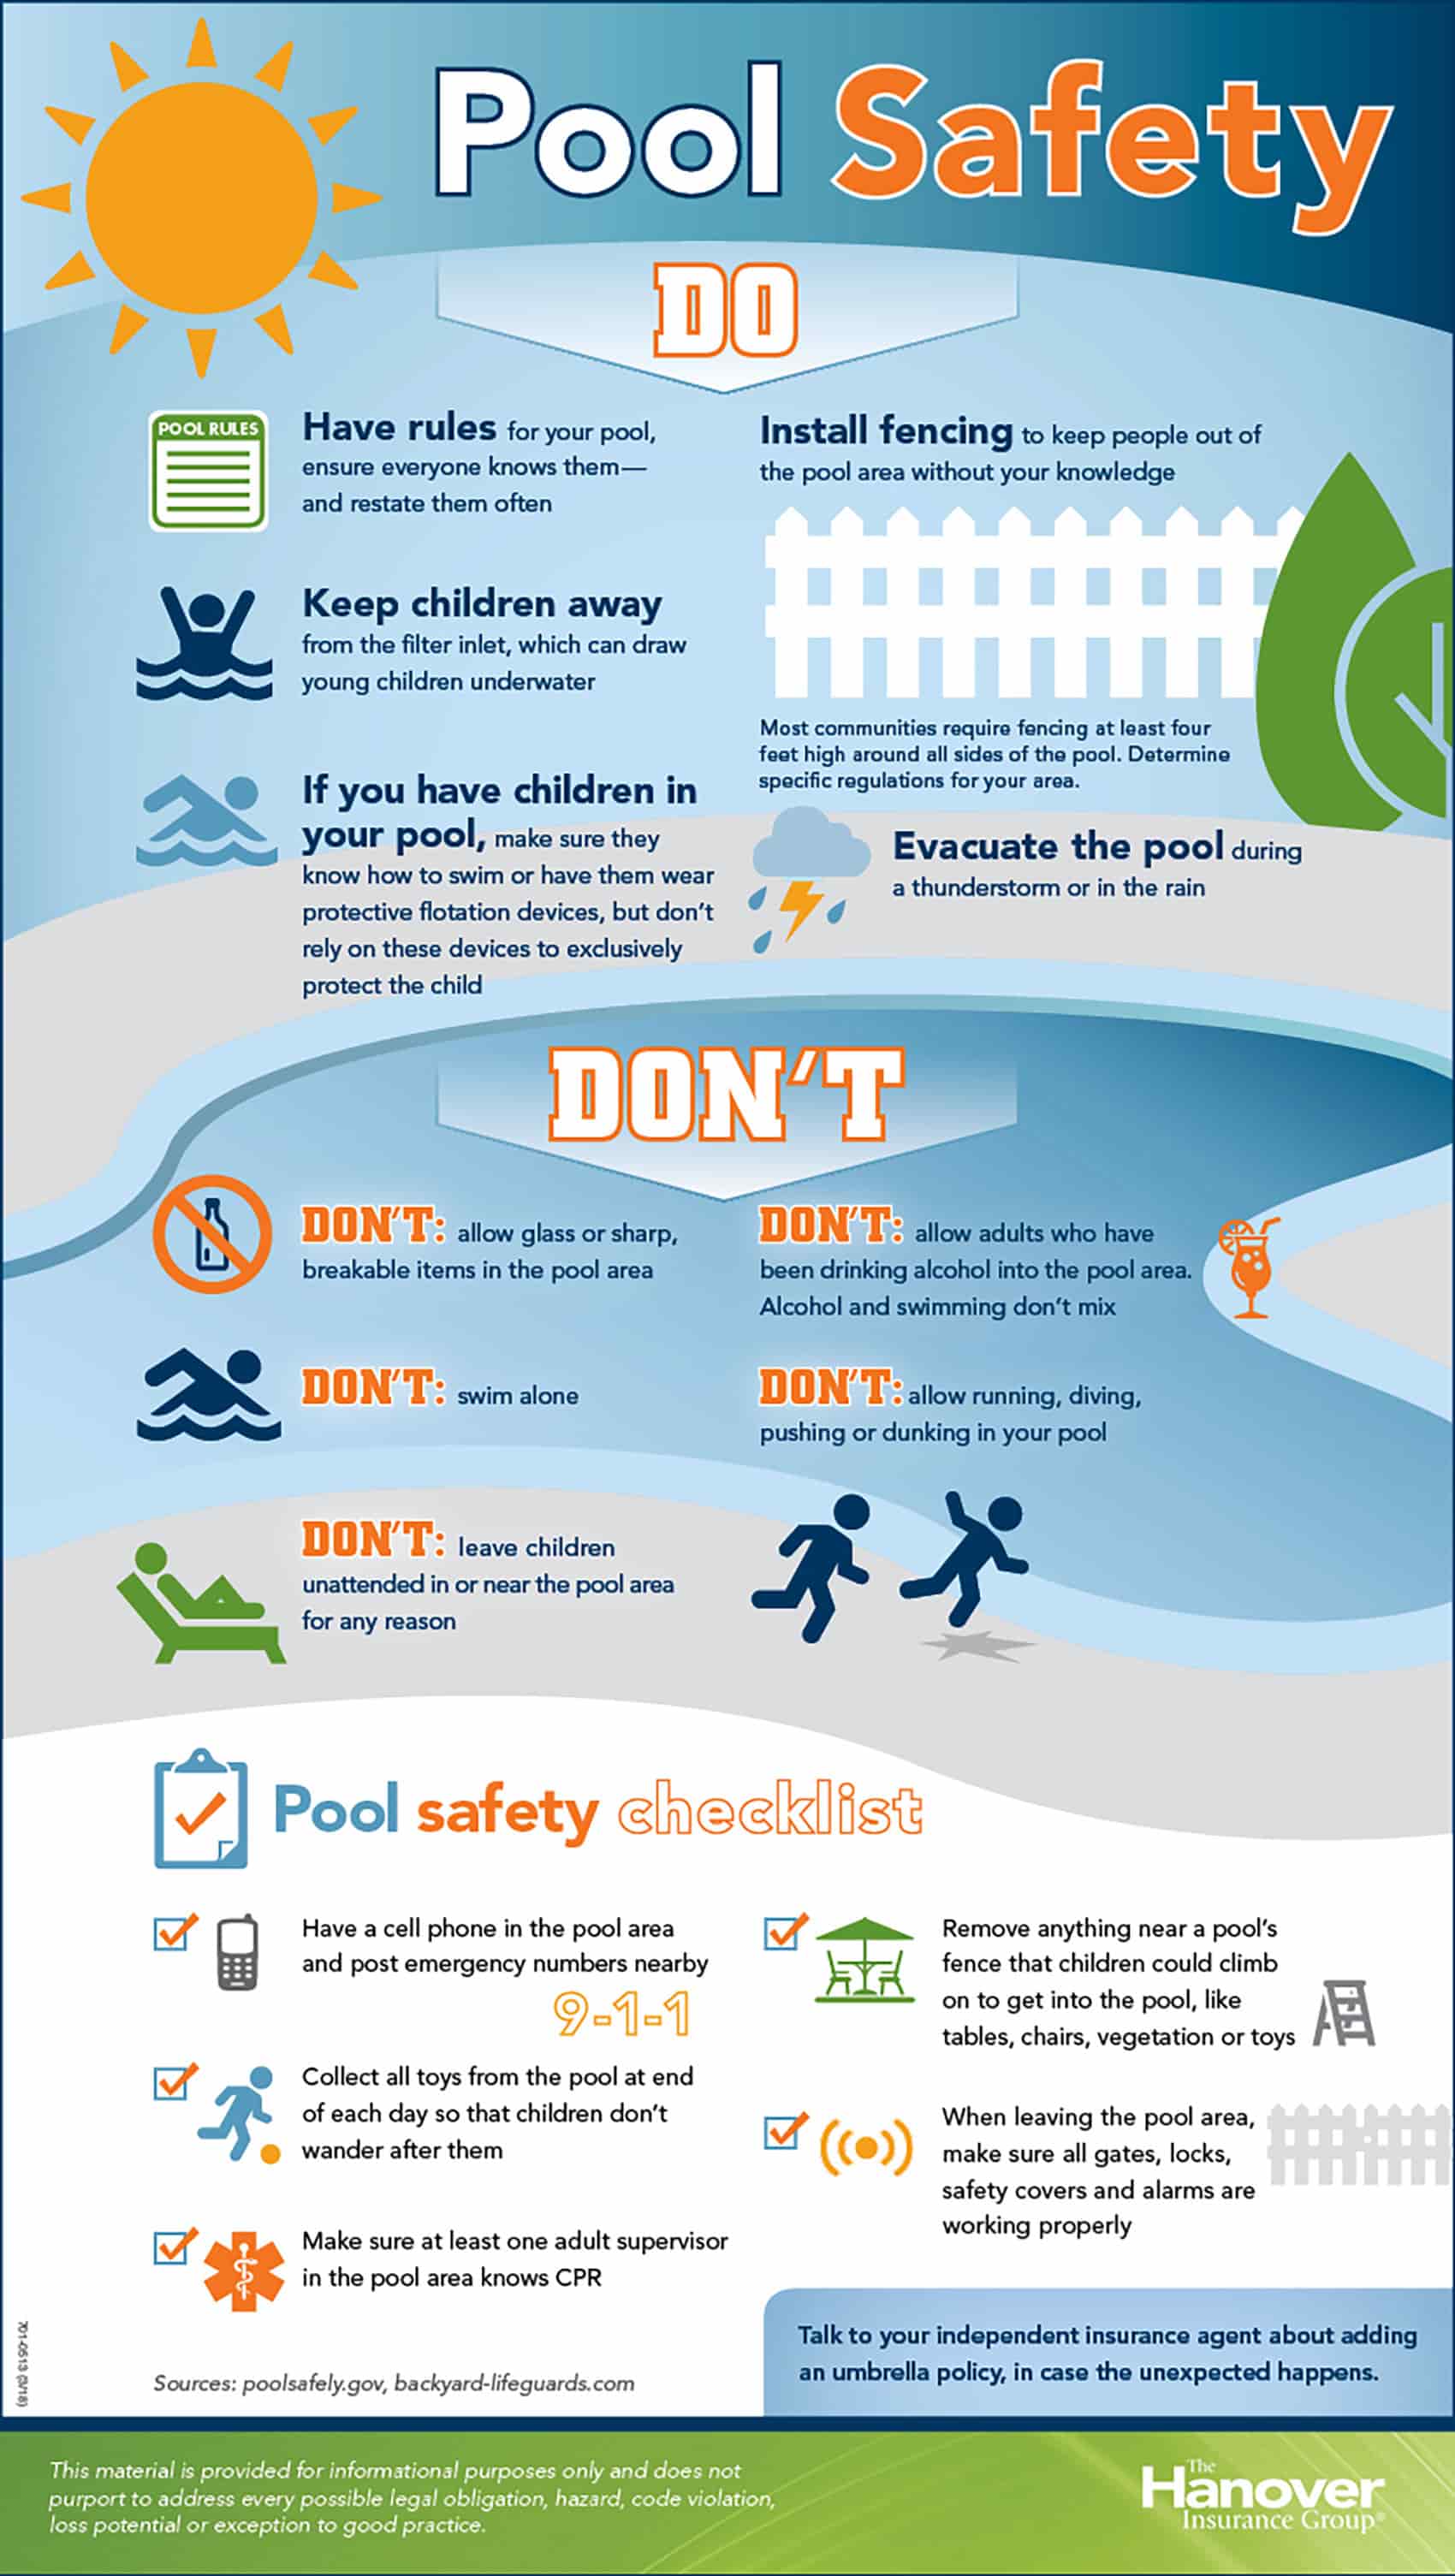 Pool Safety
DO
POOL RULES
Have rules for your pool,
ensure everyone knows them—
and restate them often
Keep children away
from the filter inlet, which can draw
young children underwater
If you have children in
your pool, make sure they
know how to swim or have them wear
protective flotation devices, but don't
rely on these devices to exclusively
protect the child
Install fencing to keep people out of
the pool area without your knowledge
Most communities require fencing at least four
feet high around all sides of the pool. Determine
specific regulations for your area.
Evacuate the pool during
a thunderstorm or in the rain
DON'T
DON'T: allow glass or sharp,
breakable items in the pool area
DON'T: swim alone
DON'T: leave children
unattended in or near the pool area
for any reason
DON'T: allow adults who have
been drinking alcohol into the pool area.
Alcohol and swimming don't mix
DON'T: allow running, diving,
pushing or dunking in your pool
Pool safety checklist
Have a cell phone in the pool area
and post emergency numbers nearby
9-1-1
Collect all toys from the pool at end
of each day so that children don't
wander after them
Make sure at least one adult supervisor
in the pool area knows CPR
Remove anything near a pool's
fence that children could climb
on to get into the pool, like
tables, chairs, vegetation or toys
When leaving the pool area,
make sure all gates, locks,
safety covers and alarms are
working properly
Talk to your independent insurance agent about adding
an umbrella policy, in case the unexpected happens.
Sources: poolsafely.gov, backyard-lifeguards.com
701-0513 (3/18)
This material is provided for informational purposes only and does not
purport to address every possible legal obligation, hazard, code violation,
loss potential or exception to good practice.
The
Hanover
Insurance Group®